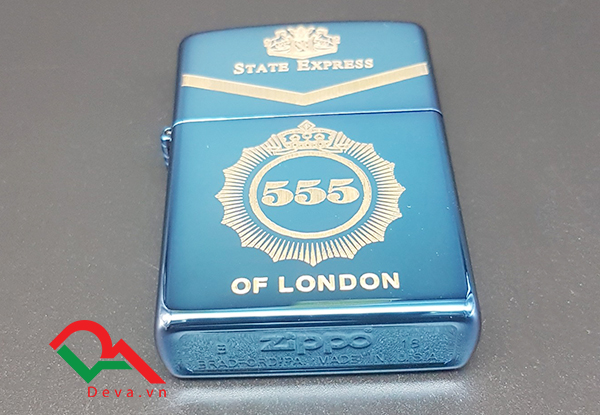 STATE EXPRESS
555
OF LONDON
Zippo
BRADFORD PA. MADE IN U.S.A.
Deva.vn